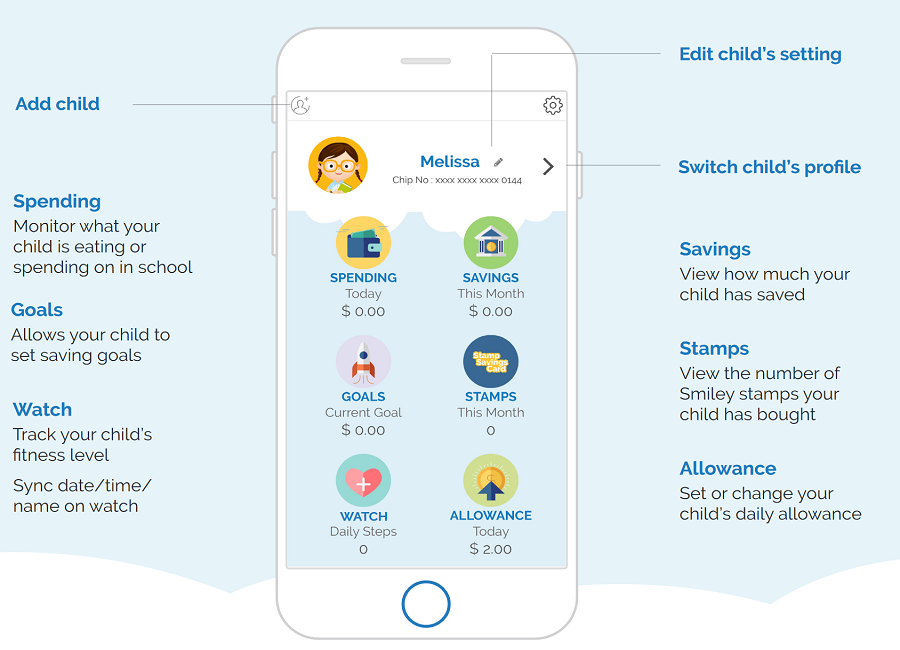 Edit child's setting
Add child
Melissa
Chip No : xxxx xxxx xxxx 0144
Switch child's profile
Spending
Monitor what your
child is eating or
spending on in school
Goals
Allows your child to
set saving goals
Watch
Track your child's
fitness level
Sync date/time/
name on watch
SPENDING
Today
$ 0.00
SAVINGS
This Month
$ 0.00
GOALS
Current Goal
$ 0.00
Stamp
Savings
Card
STAMPS
This Month
0
WATCH
Daily Steps
0
ALLOWANCE
Today
$ 2.00
Savings
View how much your
child has saved
Stamps
View the number of
Smiley stamps your
child has bought
Allowance
Set or change your
child's daily allowance